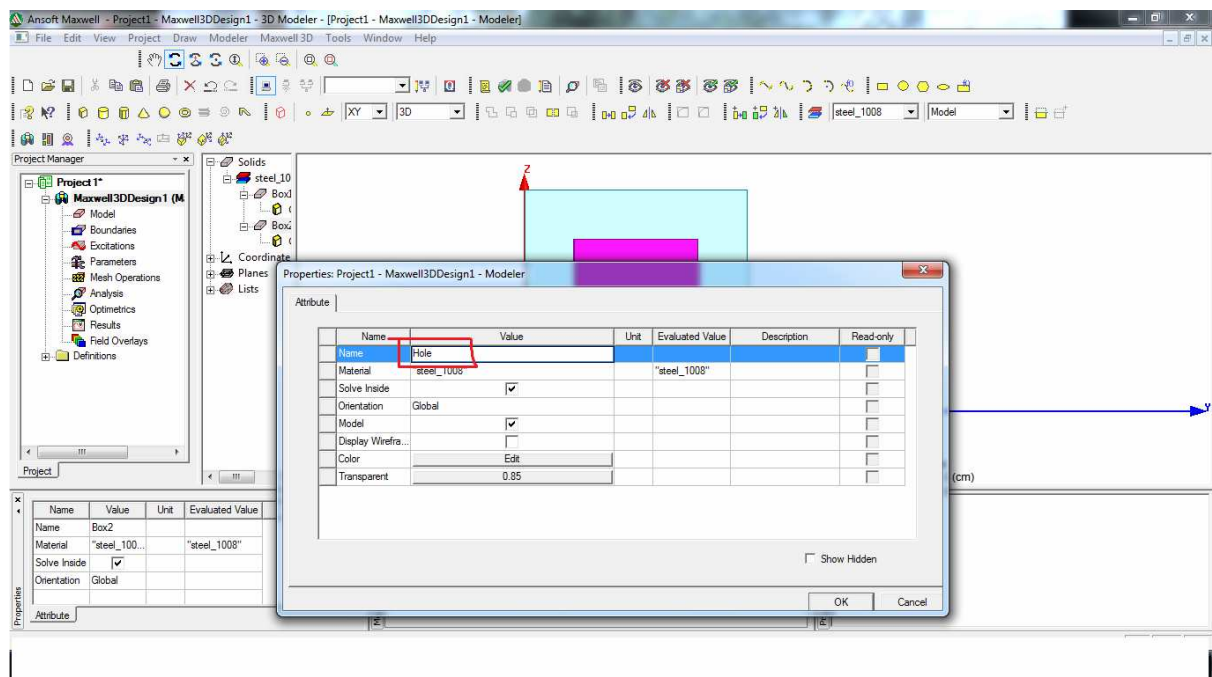 Ansoft Maxwell - Project1 - Maxwell3DDesign1 - 3D Modeler - [Project1 - Maxwell3DDesign1 - Modeler]
File Edit View Project Draw Modeler Maxwell 3D Tools Window Help
XY 3D steel_1008 Model
Project Manager
Project1*
Maxwell3DDesign1 (M
Model
Boundaries
Excitations
Parameters
Mesh Operations
Analysis
Optimetrics
Results
Field Overlays
Definitions
Project
Solids
steel_10
Box1
Box2
Coordinate
Planes
Lists
Z
Y
(cm)
Properties: Project1 - Maxwell3DDesign1 - Modeler
Attribute
Name Value Unit Evaluated Value Description Read-only
Name Hole
Material "steel_1008" "steel_1008"
Solve Inside
Orientation Global
Model
Display Wirefra...
Color Edit
Transparent 0.85
Show Hidden
OK Cancel
Name Value Unit Evaluated Value
Name Box2
Material "steel_100... "steel_1008"
Solve Inside
Orientation Global
Attribute
Properties